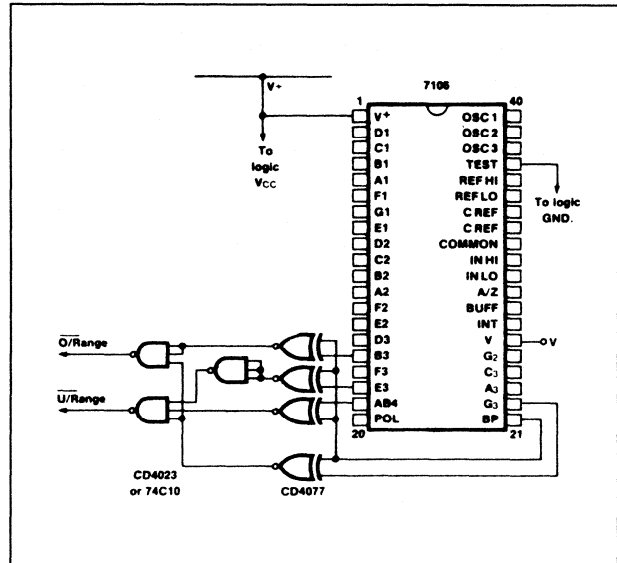 V+
7106
1
40
V+
D1
C1
B1
A1
F1
G1
E1
D2
C2
B2
A2
F2
E2
D3
B3
F3
E3
AB4
POL
20
OSC 1
OSC 2
OSC 3
TEST
REF HI
REF LO
C REF
C REF
COMMON
IN HI
IN LO
A/Z
BUFF
INT
V
G2
C3
A3
G3
BP
21
To
logic
VCC
To logic
GND.
V
O/Range
U/Range
CD4023
or 74C10
CD4077